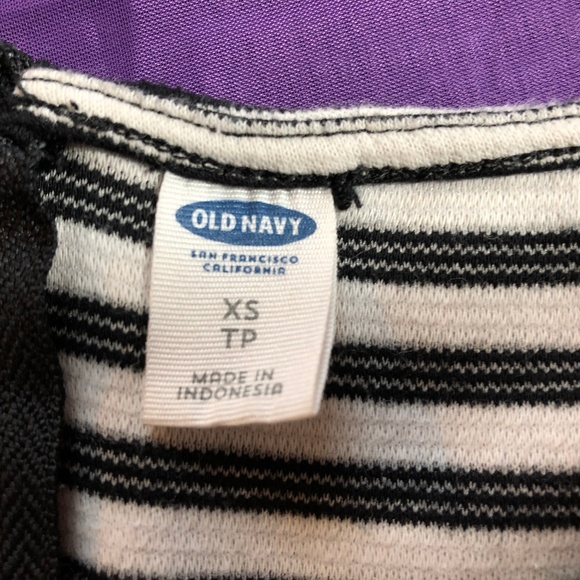 OLD NAVY
SAN FRANCISCO
CALIFORNIA
XS
TP
MADE IN
INDONESIA